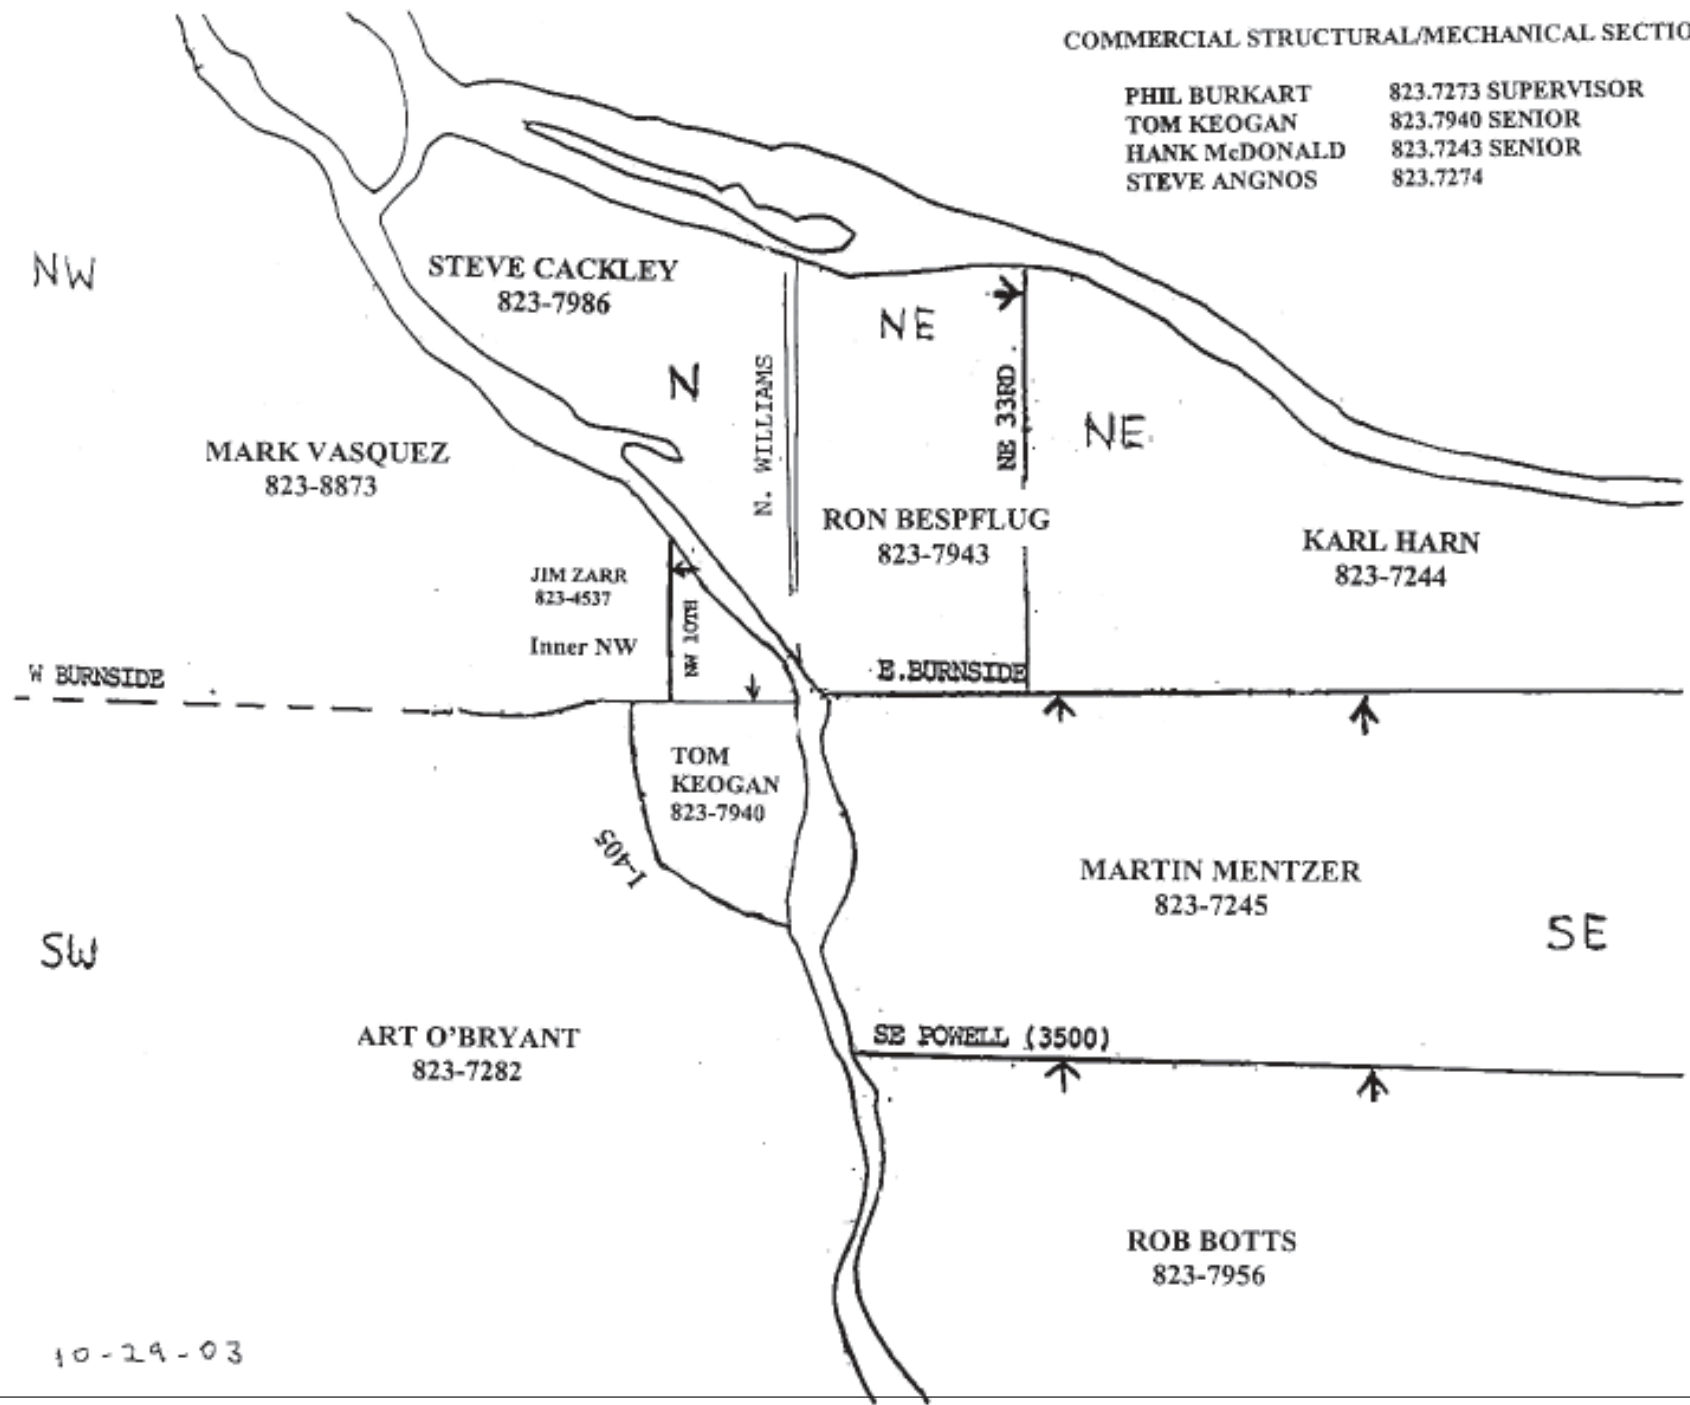 COMMERCIAL STRUCTURAL/MECHANICAL SECTIO
PHIL BURKART 823.7273 SUPERVISOR
TOM KEOGAN 823.7940 SENIOR
HANK McDONALD 823.7243 SENIOR
STEVE ANGNOS 823.7274
NW
STEVE CACKLEY
823-7986
N
N. WILLIAMS
NE
NE 33RD
NE
MARK VASQUEZ
823-8873
RON BESPFLUG
823-7943
KARL HARN
823-7244
JIM ZARR
823-4537
Inner NW
NW 10TH
W BURNSIDE
E.BURNSIDE
TOM
KEOGAN
823-7940
I-405
MARTIN MENTZER
823-7245
SW
SE
ART O'BRYANT
823-7282
SE POWELL (3500)
ROB BOTTS
823-7956
10-29-03